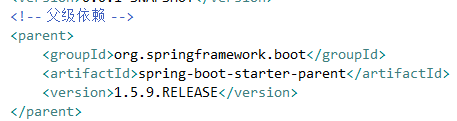 <!-- 父级依赖 -->
<parent>
<groupId>org.springframework.boot</groupId>
<artifactId>spring-boot-starter-parent</artifactId>
<version>1.5.9.RELEASE</version>
</parent>